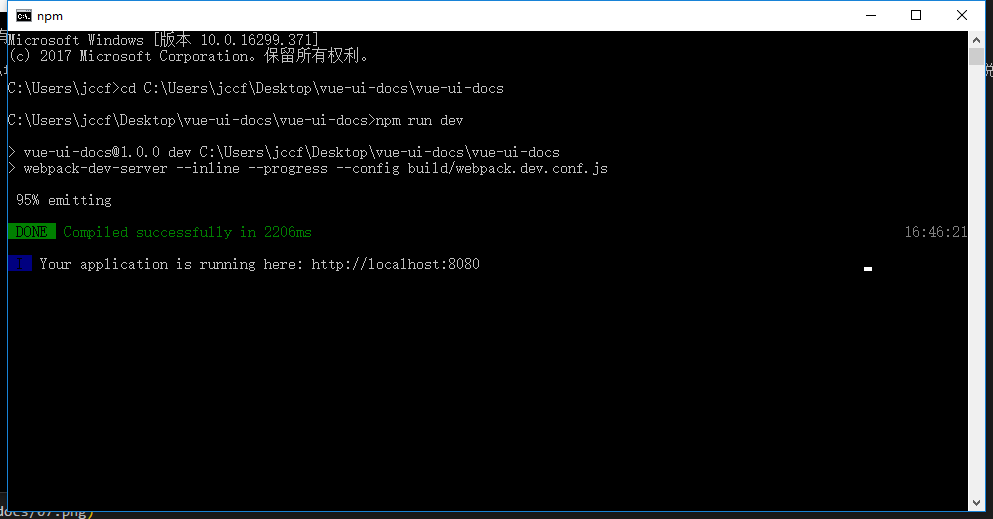 npm
Microsoft Windows [版本 10.0.16299.371]
(c) 2017 Microsoft Corporation。保留所有权利。
C:\Users\jccf>cd C:\Users\jccf\Desktop\vue-ui-docs\vue-ui-docs
C:\Users\jccf\Desktop\vue-ui-docs\vue-ui-docs>npm run dev
> vue-ui-docs@1.0.0 dev C:\Users\jccf\Desktop\vue-ui-docs\vue-ui-docs
> webpack-dev-server --inline --progress --config build/webpack.dev.conf.js
95% emitting
DONE Compiled successfully in 2206ms 16:46:21
I Your application is running here: http://localhost:8080
docs/07.png)